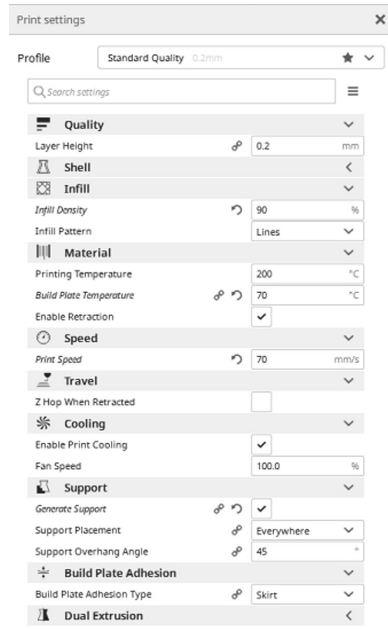 Print settings
Profile Standard Quality 0.2mm
Search settings
Quality
Layer Height 0.2 mm
Shell
Infill
Infill Density 90 %
Infill Pattern Lines
Material
Printing Temperature 200 °C
Build Plate Temperature 70 °C
Enable Retraction
Speed
Print Speed 70 mm/s
Travel
Z Hop When Retracted
Cooling
Enable Print Cooling
Fan Speed 100.0 %
Support
Generate Support
Support Placement Everywhere
Support Overhang Angle 45 °
Build Plate Adhesion
Build Plate Adhesion Type Skirt
Dual Extrusion